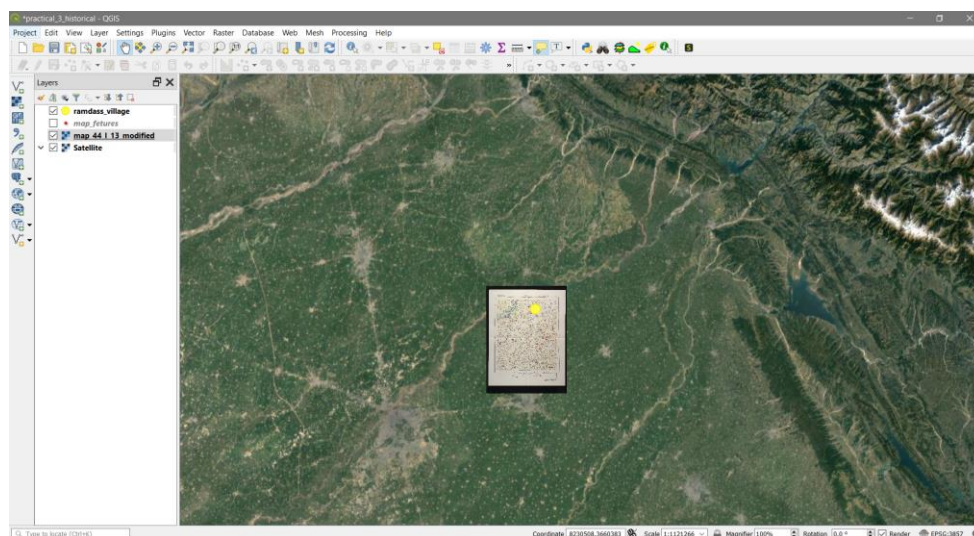 *practical_3_historical - QGIS
Project Edit View Layer Settings Plugins Vector Raster Database Web Mesh Processing Help
Layers
ramdass_village
map_fetures
map_44_I_13_modified
Satellite
Type to locate (Ctrl+K)
Coordinate 8230508,3660383 Scale 1:1121266 Magnifier 100% Rotation 0.0 ° Render EPSG:3857